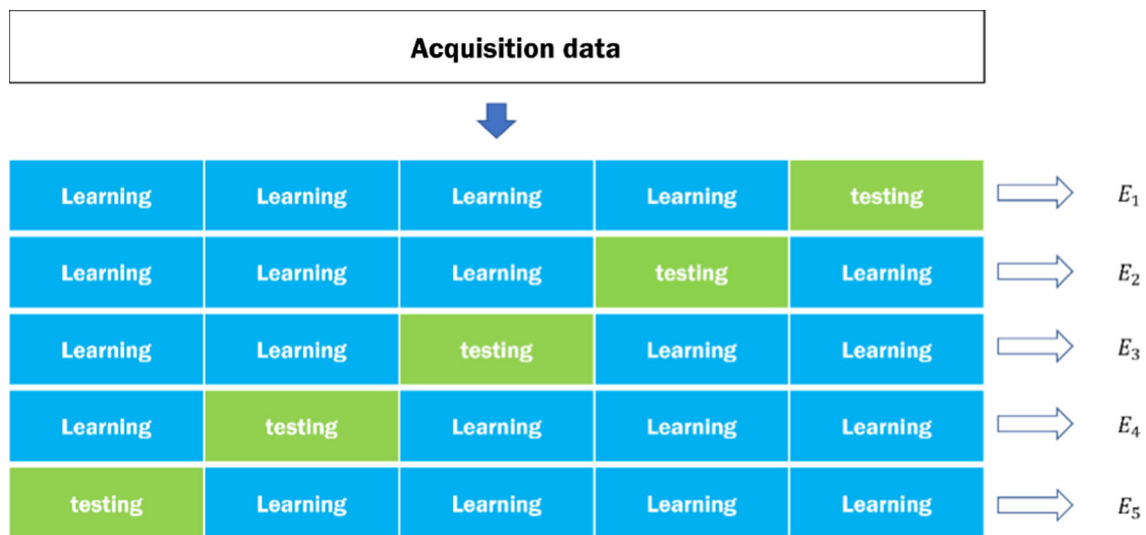 Acquisition data
Learning Learning Learning Learning testing E₁
Learning Learning Learning testing Learning E₂
Learning Learning testing Learning Learning E₃
Learning testing Learning Learning Learning E₄
testing Learning Learning Learning Learning E₅